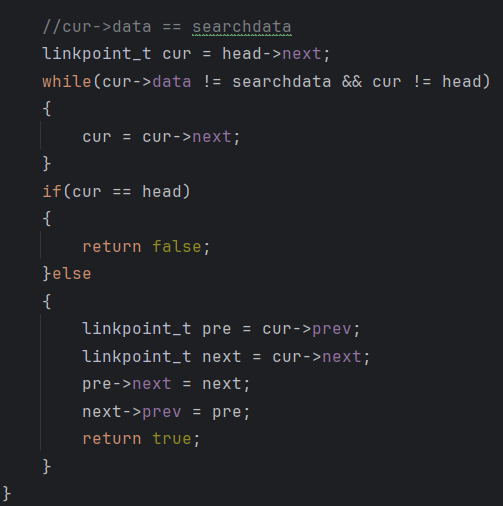 //cur->data == searchdata
linkpoint_t cur = head->next;
while(cur->data != searchdata && cur != head)
{
cur = cur->next;
}
if(cur == head)
{
return false;
}else
{
linkpoint_t pre = cur->prev;
linkpoint_t next = cur->next;
pre->next = next;
next->prev = pre;
return true;
}
}